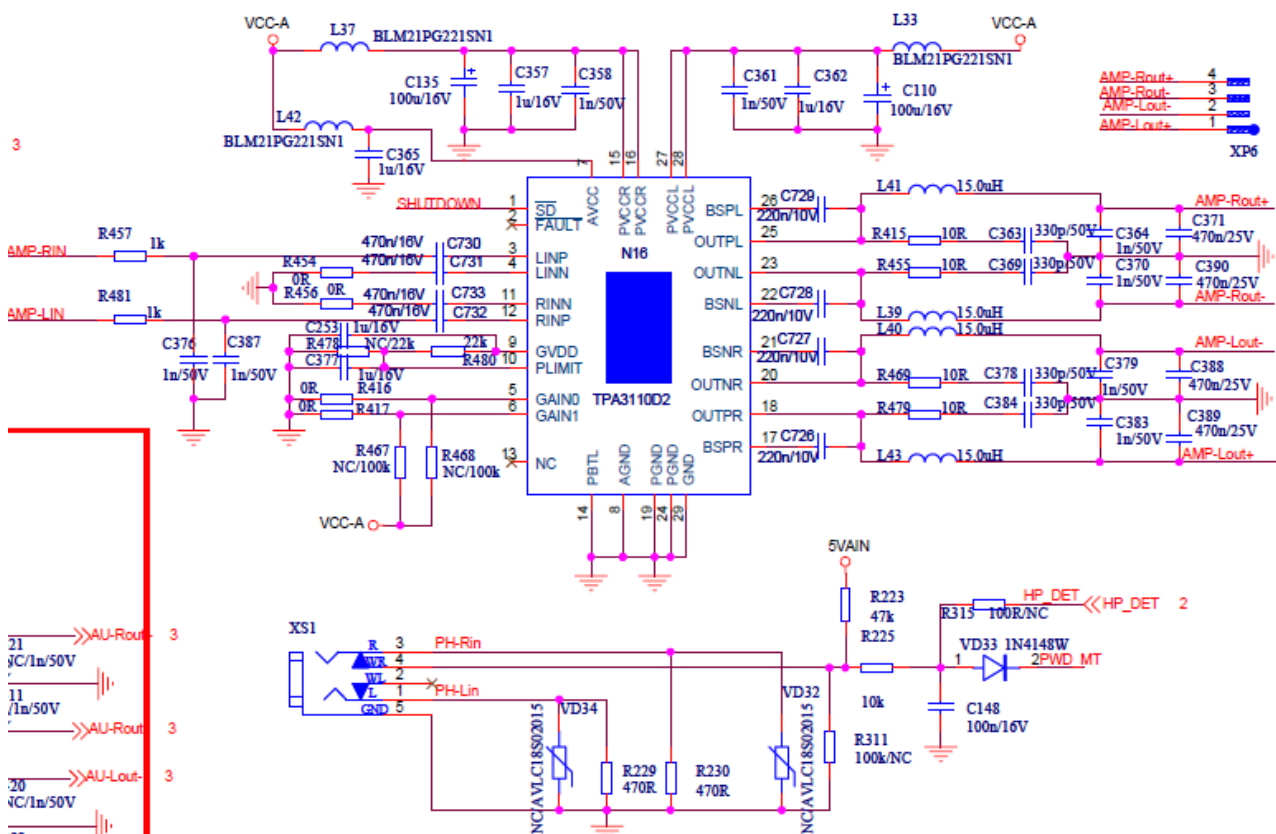 VCC-A
L37
BLM21PG221SN1
L33
VCC-A
BLM21PG221SN1
C135
100u/16V
C357
1u/16V
C358
1n/50V
C361
1n/50V
C362
1u/16V
C110
100u/16V
AMP-Rout+ 4
AMP-Rout- 3
AMP-Lout- 2
AMP-Lout+ 1
XP6
L42
BLM21PG221SN1
C365
1u/16V
3
7
15
16
27
28
AVCC
PVCCR
PVCCR
PVCCL
PVCCL
SHUTDOWN 1 SD
2 FAULT
3 LINP
4 LINN
11 RINN
12 RINP
9 GVDD
10 PLIMIT
5 GAIN0
6 GAIN1
13 NC
N16
TPA3110D2
BSPL 26
OUTPL 25
OUTNL 23
BSNL 22
BSNR 21
OUTNR 20
OUTPR 18
BSPR 17
PBTL
AGND
PGND
PGND
GND
14
8
19
24
29
AMP-RIN
R457
1k
470n/16V C730
470n/16V C731
R454
0R
R456 0R
470n/16V C733
470n/16V C732
AMP-LIN
R481
1k
C253 1u/16V
R478 NC/22k 22k
R480
C377
1u/16V
C376
1n/50V
C387
1n/50V
0R R416
0R R417
R467
NC/100k
R468
NC/100k
VCC-A
C729
220n/10V
L41 15.0uH
AMP-Rout+
R415 10R C363 330p/50V
C364
1n/50V
C371
470n/25V
R455 10R C369 330p/50V
C370
1n/50V
C390
470n/25V
C728
220n/10V
AMP-Rout-
L39 15.0uH
L40 15.0uH
C727
220n/10V
AMP-Lout-
R469 10R C378 330p/50V
C379
1n/50V
C388
470n/25V
R479 10R C384 330p/50V
C383
1n/50V
C389
470n/25V
C726
220n/10V
L43 15.0uH
AMP-Lout+
5VAIN
R223
47k
R225
10k
R315 100R/NC
HP_DET
HP_DET 2
VD33 1N4148W
1
2
PWD_MT
C148
100n/16V
R311
100k/NC
VD32
NC/AVLC18S02015
XS1
R 3 PH-Rin
WR 4
WL 2
L 1 PH-Lin
GND 5
VD34
NC/AVLC18S02015
R229
470R
R230
470R
21
AU-Rout- 3
NC/1n/50V
11
/1n/50V
AU-Rout 3
AU-Lout- 3
20
NC/1n/50V